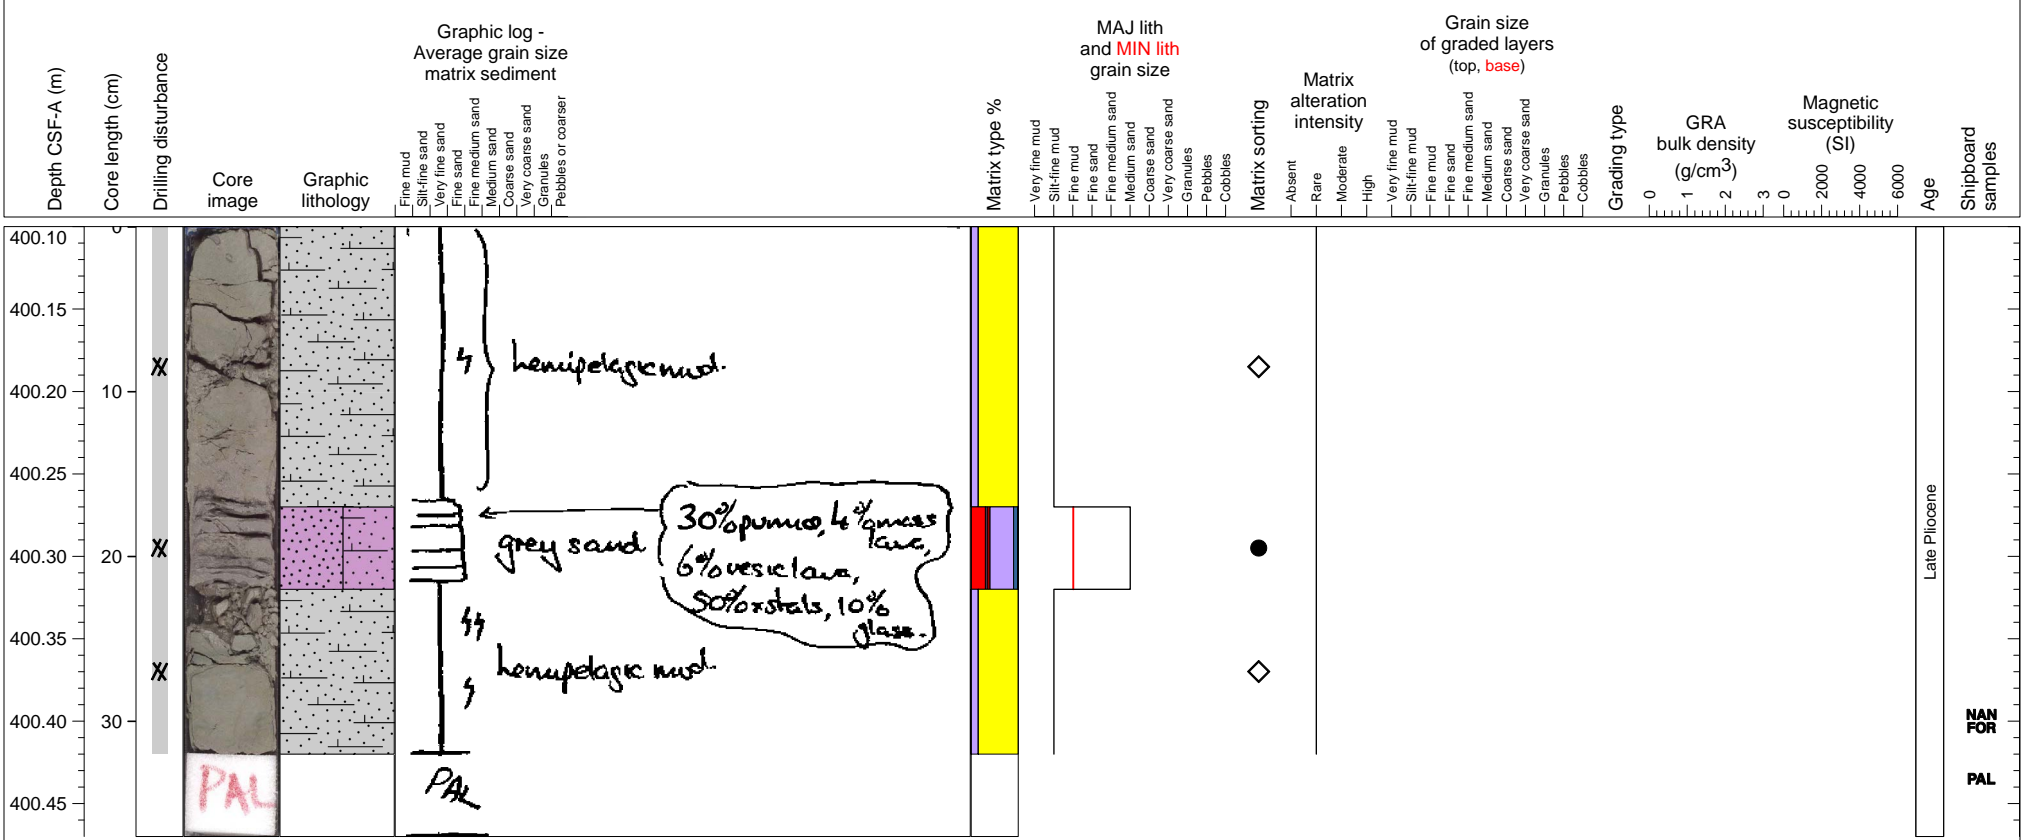 Depth CSF-A (m)
Core length (cm)
Drilling disturbance
Core
image
Graphic
lithology
Graphic log -
Average grain size
matrix sediment
Fine mud
Silt-fine sand
Very fine sand
Fine sand
Fine medium sand
Medium sand
Coarse sand
Very coarse sand
Granules
Pebbles or coarser
Matrix type %
MAJ lith
and MIN lith
grain size
Very fine mud
Silt-fine mud
Fine mud
Fine sand
Fine medium sand
Medium sand
Coarse sand
Very coarse sand
Granules
Pebbles
Cobbles
Matrix sorting
Matrix
alteration
intensity
Absent
Rare
Moderate
High
Grain size
of graded layers
(top, base)
Very fine mud
Silt-fine mud
Fine mud
Fine sand
Fine medium sand
Medium sand
Coarse sand
Very coarse sand
Granules
Pebbles
Cobbles
Grading type
GRA
bulk density
(g/cm3)
0 1 2 3
Magnetic
susceptibility
(SI)
0 2000 4000 6000
Age
Shipboard
samples
400.10
400.15
400.20
400.25
400.30
400.35
400.40
400.45
0
10
20
30
PAL
hemipelagic mud.
grey sand
30% pumice, 4% mass
lava,
6% vesic lava,
50% xstals, 10%
glass.
hemipelagic mud.
PAL
Late Pliocene
NAN
FOR
PAL